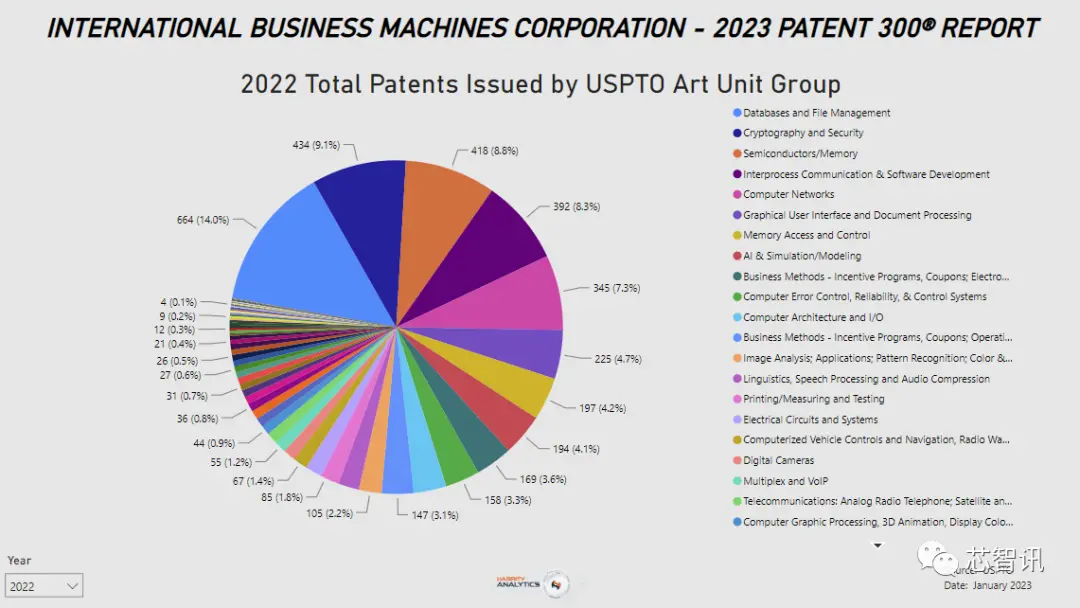 INTERNATIONAL BUSINESS MACHINES CORPORATION - 2023 PATENT 300® REPORT
2022 Total Patents Issued by USPTO Art Unit Group
434 (9.1%)
418 (8.8%)
392 (8.3%)
664 (14.0%)
345 (7.3%)
4 (0.1%)
9 (0.2%)
12 (0.3%)
21 (0.4%)
26 (0.5%)
27 (0.6%)
31 (0.7%)
36 (0.8%)
44 (0.9%)
55 (1.2%)
67 (1.4%)
85 (1.8%)
105 (2.2%)
147 (3.1%)
158 (3.3%)
169 (3.6%)
194 (4.1%)
197 (4.2%)
225 (4.7%)
Databases and File Management
Cryptography and Security
Semiconductors/Memory
Interprocess Communication & Software Development
Computer Networks
Graphical User Interface and Document Processing
Memory Access and Control
AI & Simulation/Modeling
Business Methods - Incentive Programs, Coupons; Electro...
Computer Error Control, Reliability, & Control Systems
Computer Architecture and I/O
Business Methods - Incentive Programs, Coupons; Operati...
Image Analysis; Applications; Pattern Recognition; Color &...
Linguistics, Speech Processing and Audio Compression
Printing/Measuring and Testing
Electrical Circuits and Systems
Computerized Vehicle Controls and Navigation, Radio Wa...
Digital Cameras
Multiplex and VoIP
Telecommunications: Analog Radio Telephone; Satellite an...
Computer Graphic Processing, 3D Animation, Display Colo...
Year
2022
HARRITY
ANALYTICS
芯智讯
Date: January 2023